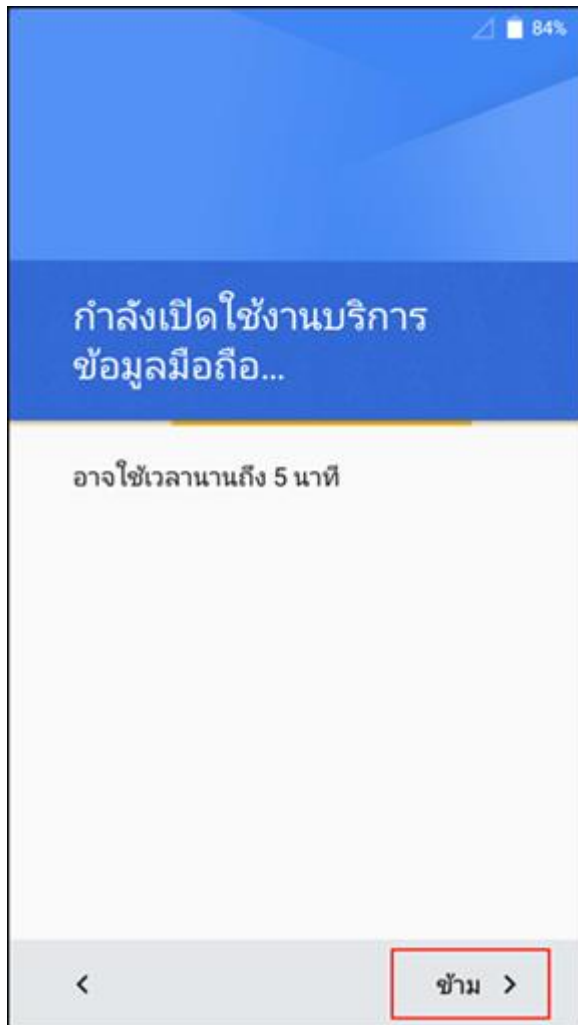 84%
กำลังเปิดใช้งานบริการ
ข้อมูลมือถือ...
อาจใช้เวลานานถึง 5 นาที
ข้าม